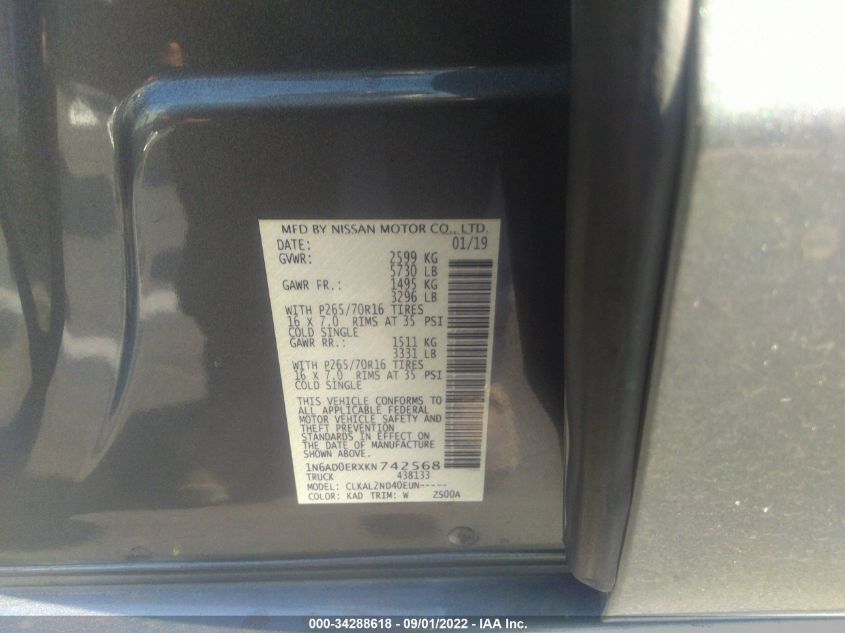 MFD BY NISSAN MOTOR CO., LTD.
DATE: 01/19
GVWR: 2599 KG
5730 LB
GAWR FR.: 1495 KG
3296 LB
WITH P265/70R16 TIRES
16 X 7.0 RIMS AT 35 PSI
COLD SINGLE
GAWR RR.: 1511 KG
3331 LB
WITH P265/70R16 TIRES
16 X 7.0 RIMS AT 35 PSI
COLD SINGLE
THIS VEHICLE CONFORMS TO
ALL APPLICABLE FEDERAL
MOTOR VEHICLE SAFETY AND
THEFT PREVENTION
STANDARDS IN EFFECT ON
THE DATE OF MANUFACTURE
SHOWN ABOVE.
1N6AD0ERXKN742568
TRUCK 438133
MODEL: CLKAL2ND40EUN-----
COLOR: KAD TRIM: W ZS00A
000-34288618 - 09/01/2022 - IAA Inc.